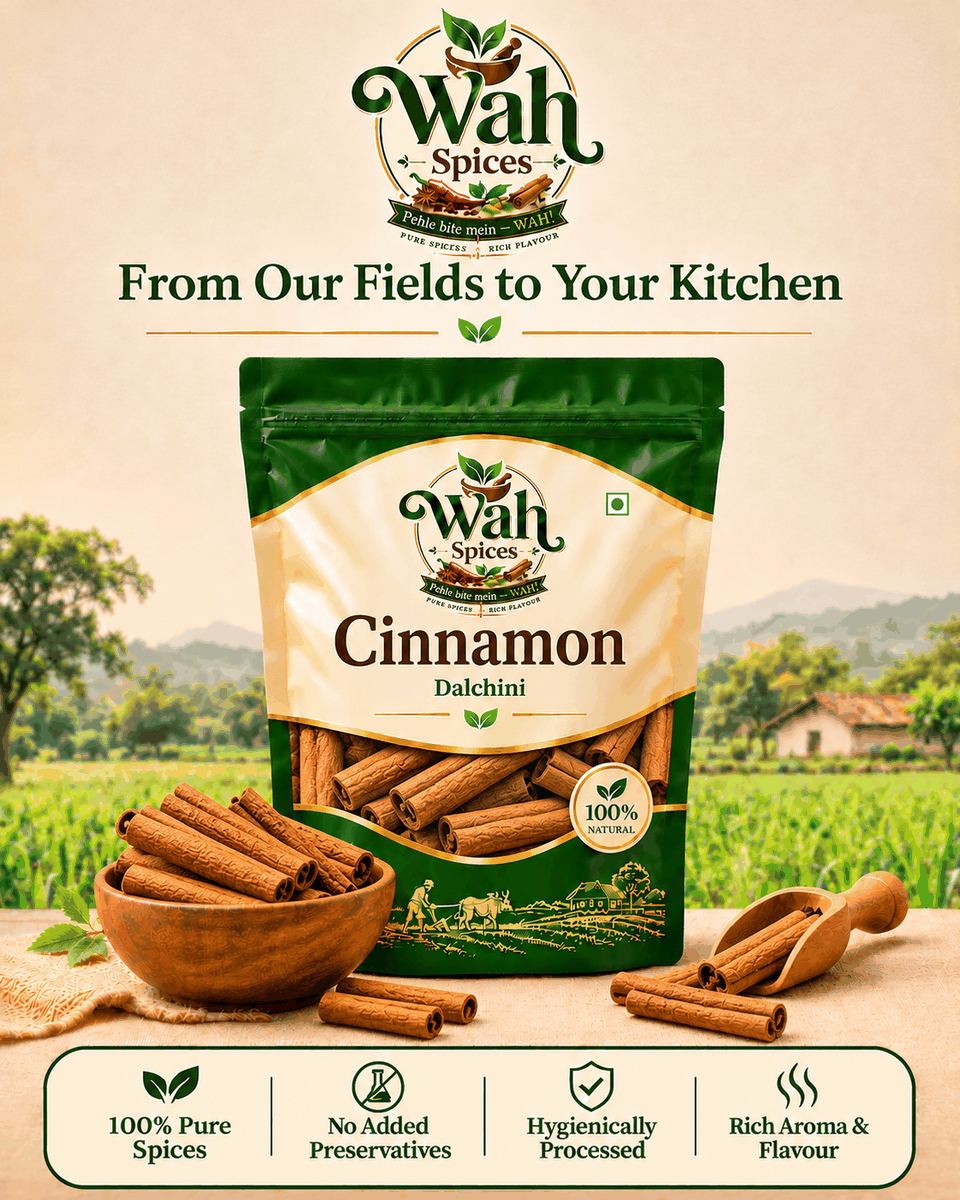 Wah
Spices
Pehle bite mein – WAH!
PURE SPICES RICH FLAVOUR
From Our Fields to Your Kitchen
Wah
Spices
Pehle bite mein – WAH!
PURE SPICES RICH FLAVOUR
Cinnamon
Dalchini
100%
NATURAL
100% Pure
Spices
No Added
Preservatives
Hygienically
Processed
Rich Aroma &
Flavour